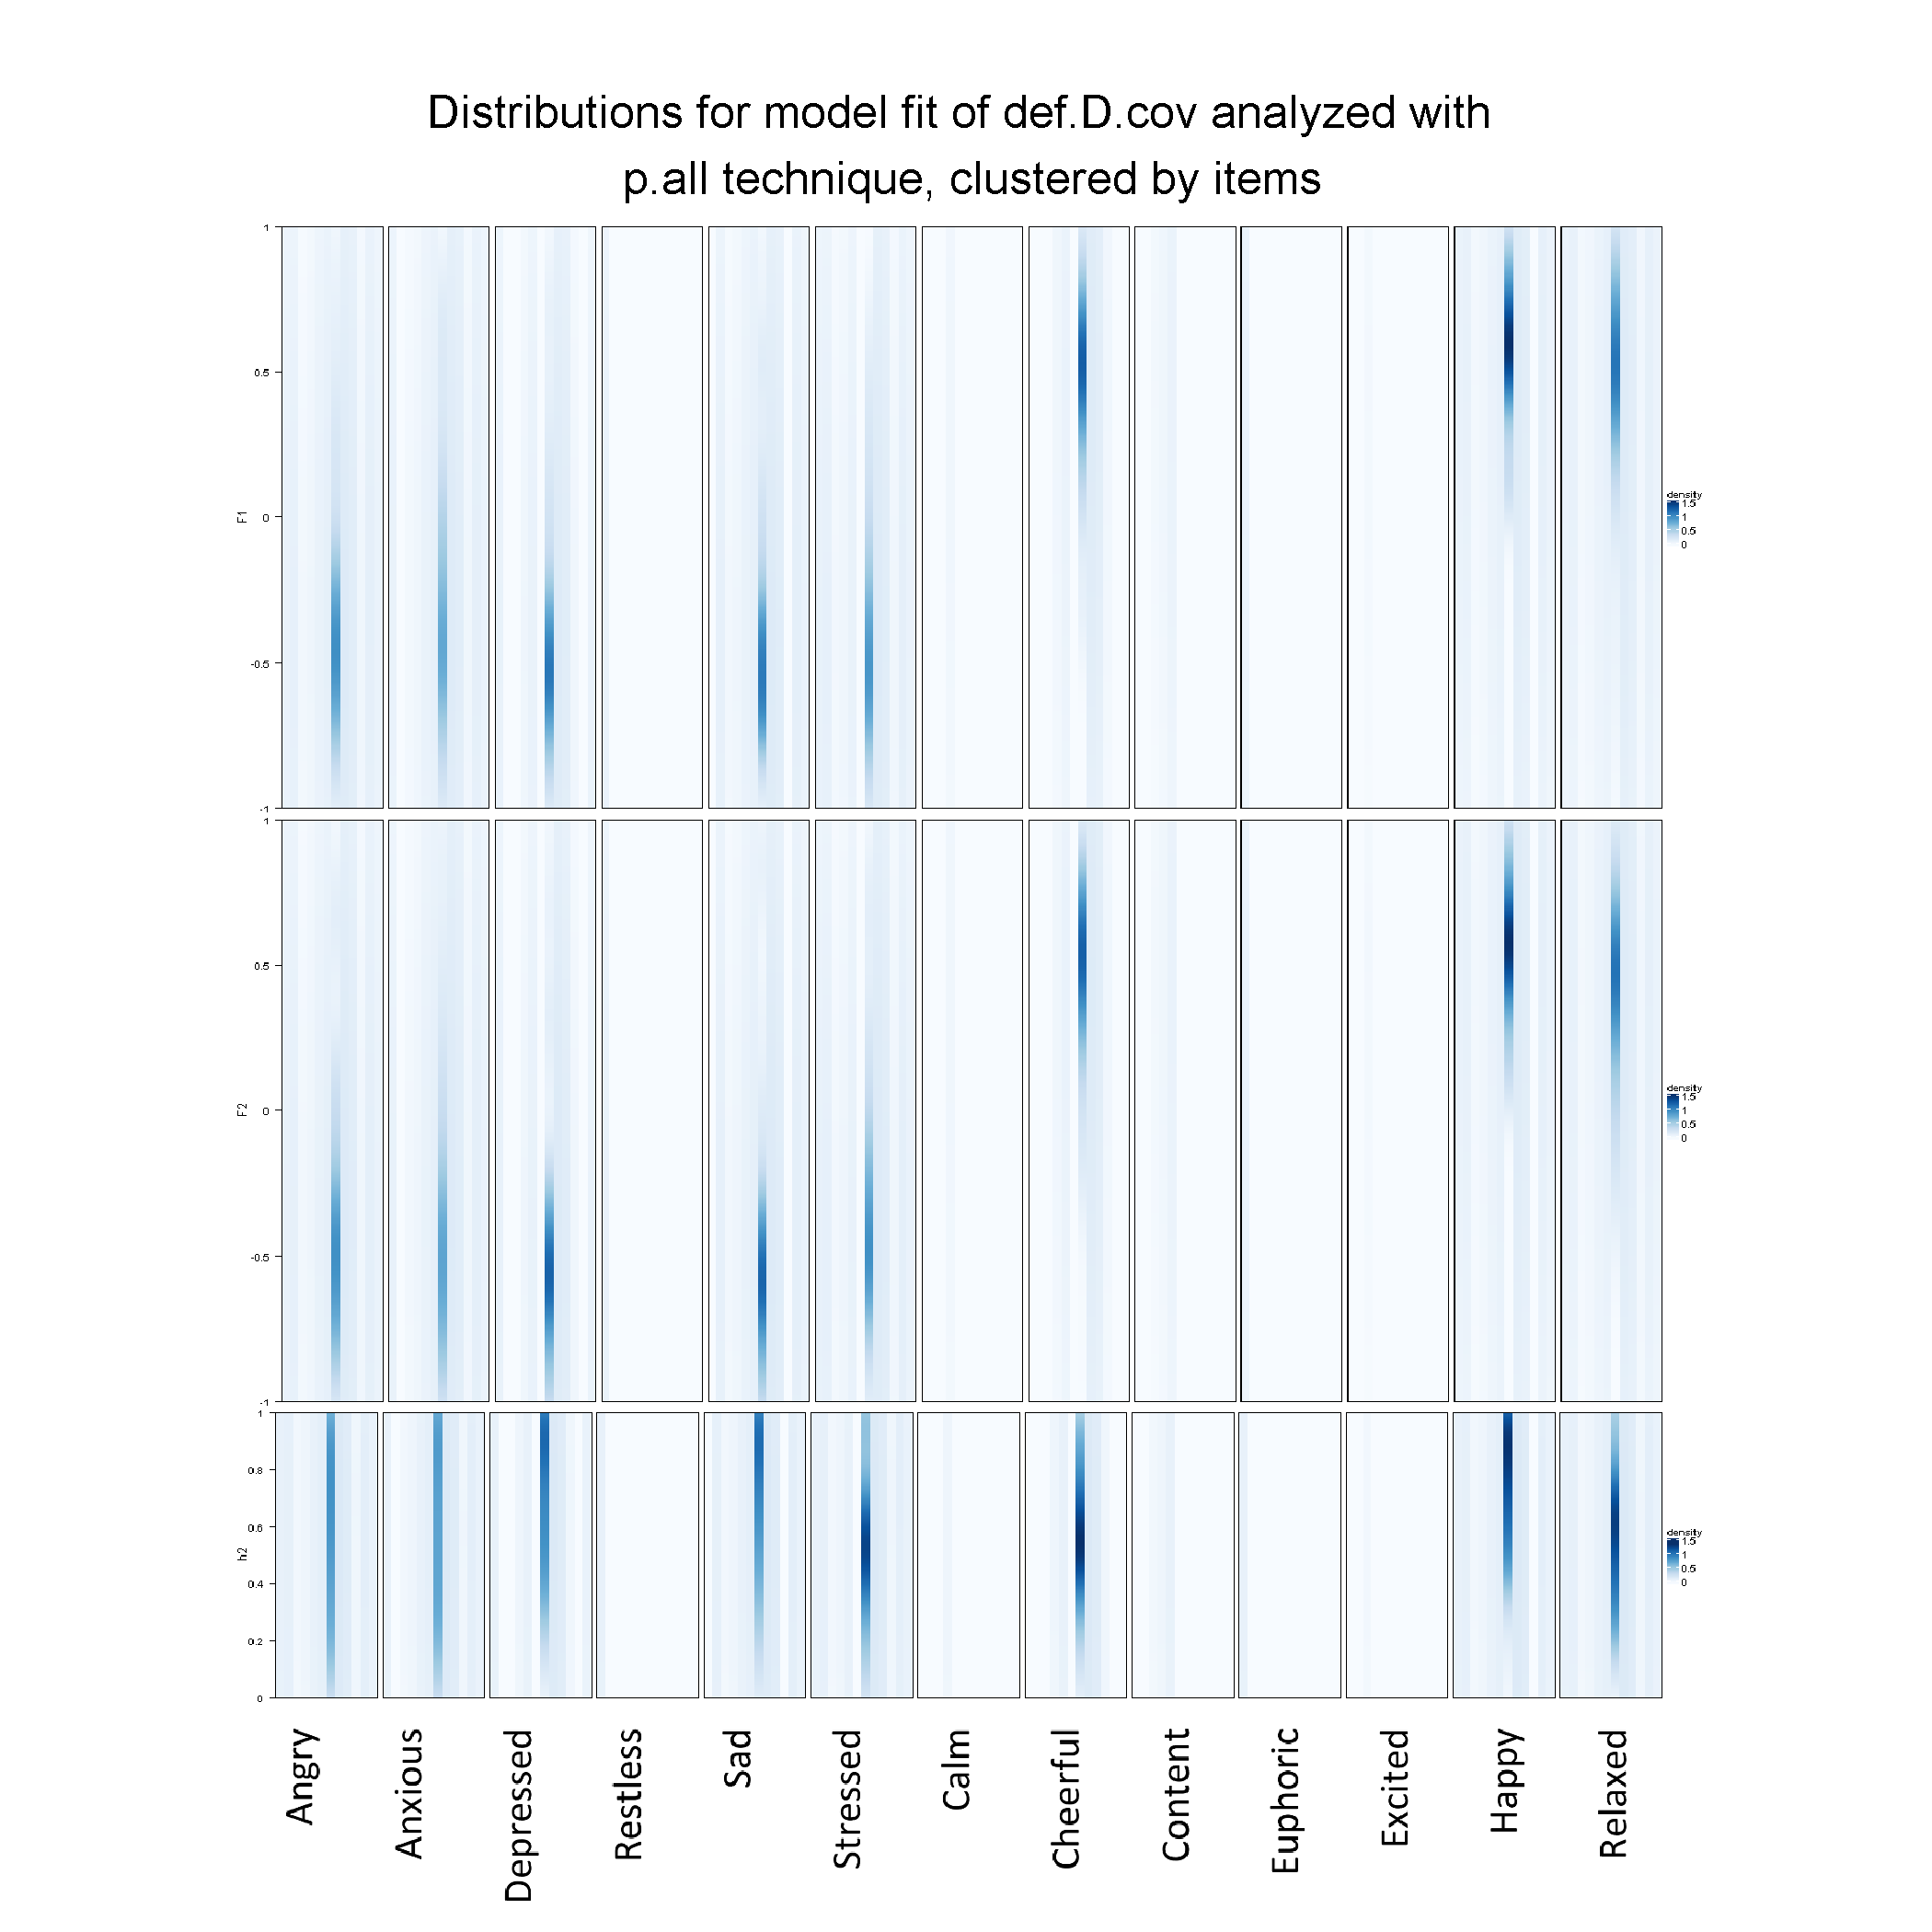 Distributions for model fit of def.D.cov analyzed with
p.all technique, clustered by items
1
0.5
0
-0.5
-1
F1
density
1.5
1
0.5
0
1
0.5
0
-0.5
-1
F2
density
1.5
1
0.5
0
1
0.8
0.6
0.4
0.2
0
h2
density
1.5
1
0.5
0
Angry
Anxious
Depressed
Restless
Sad
Stressed
Calm
Cheerful
Content
Euphoric
Excited
Happy
Relaxed